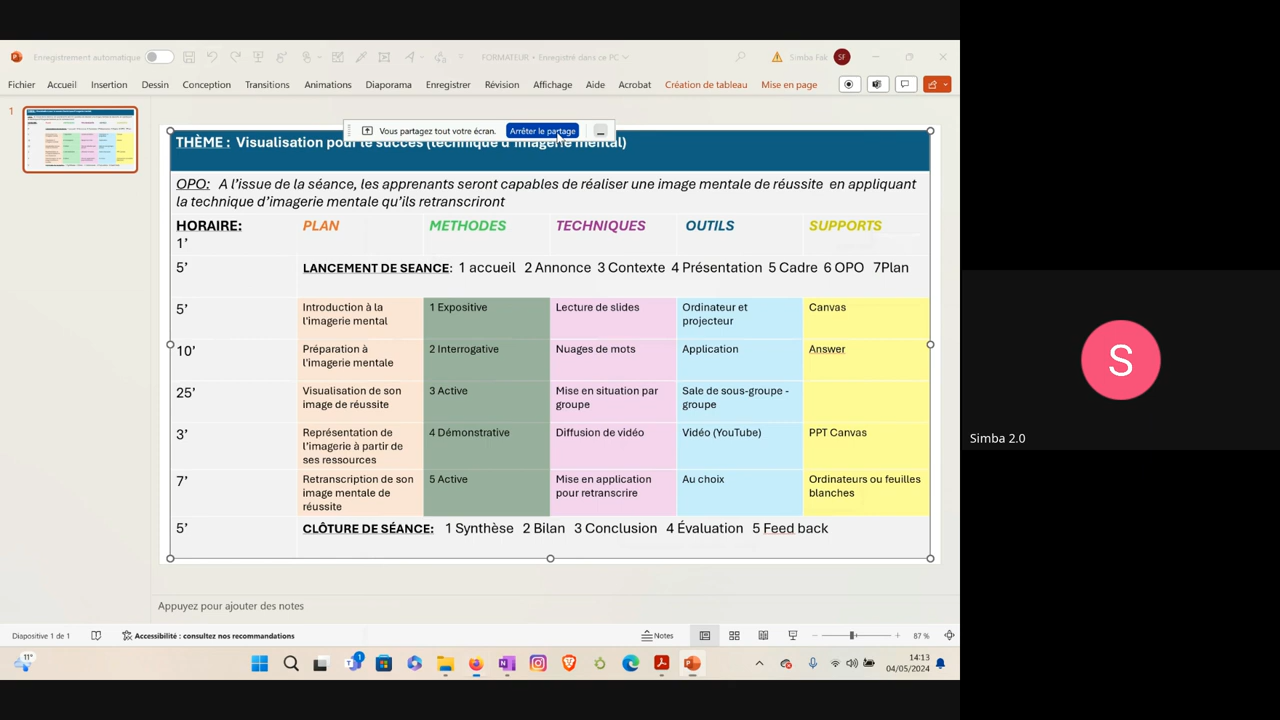 Enregistrement automatique
FORMATEUR • Enregistré dans ce PC
Simba Fak
SF
Fichier Accueil Insertion Dessin Conception Transitions Animations Diaporama Enregistrer Révision Affichage Aide Acrobat Création de tableau Mise en page
1
Vous partagez tout votre écran. Arrêter le partage
THÈME : Visualisation pour le succès (technique d'imagerie mental)
OPO: A l'issue de la séance, les apprenants seront capables de réaliser une image mentale de réussite en appliquant
la technique d'imagerie mentale qu'ils retranscriront
HORAIRE: PLAN METHODES TECHNIQUES OUTILS SUPPORTS
1'
5' LANCEMENT DE SEANCE: 1 accueil 2 Annonce 3 Contexte 4 Présentation 5 Cadre 6 OPO 7Plan
5' Introduction à la 1 Expositive Lecture de slides Ordinateur et Canvas
l'imagerie mental projecteur
10' Préparation à 2 Interrogative Nuages de mots Application Answer
l'imagerie mentale
25' Visualisation de son 3 Active Mise en situation par Sale de sous-groupe -
image de réussite groupe groupe
3' Représentation de 4 Démonstrative Diffusion de vidéo Vidéo (YouTube) PPT Canvas
l'imagerie à partir de
ses ressources
7' Retranscription de son 5 Active Mise en application Au choix Ordinateurs ou feuilles
image mentale de pour retranscrire blanches
réussite
5' CLÔTURE DE SÉANCE: 1 Synthèse 2 Bilan 3 Conclusion 4 Évaluation 5 Feed back
Appuyez pour ajouter des notes
Diapositive 1 de 1 Accessibilité : consultez nos recommandations Notes 87 %
11° 1 14:13
04/05/2024
S
Simba 2.0